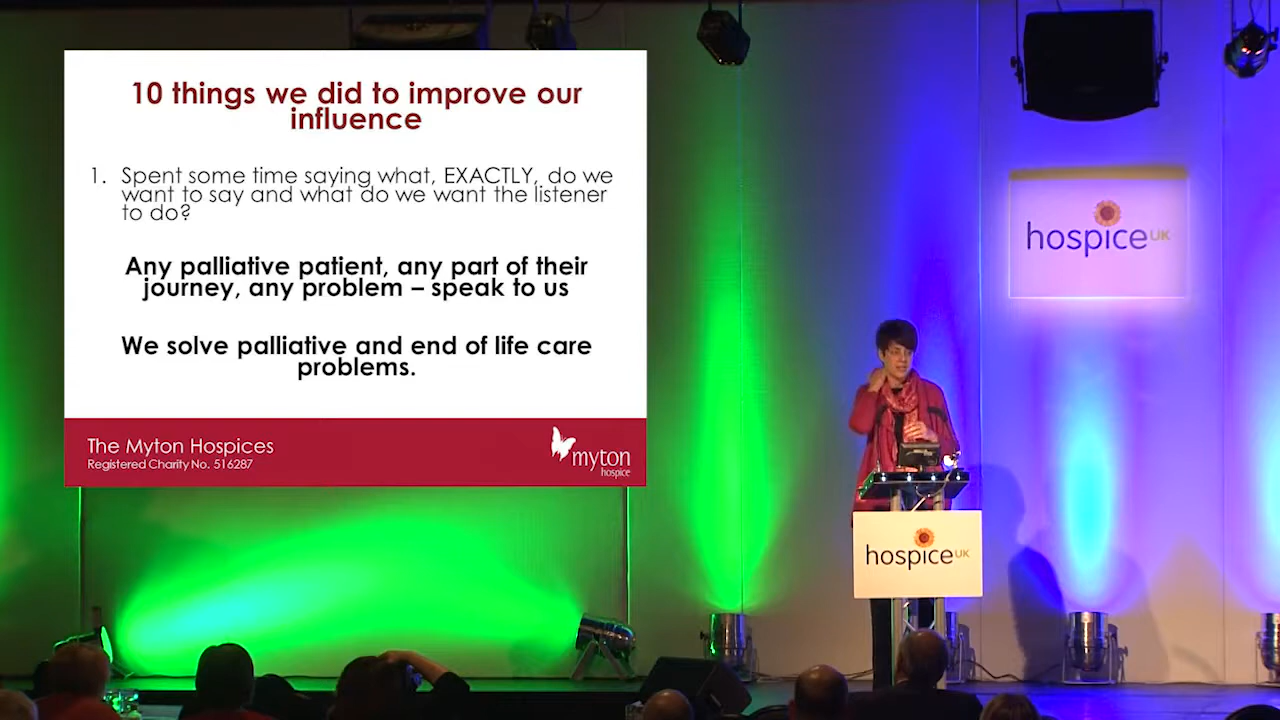 10 things we did to improve our
influence
1. Spent some time saying what, EXACTLY, do we
want to say and what do we want the listener
to do?
Any palliative patient, any part of their
journey, any problem – speak to us
We solve palliative and end of life care
problems.
The Myton Hospices
Registered Charity No. 516287
myton
hospice
hospice UK
hospice UK